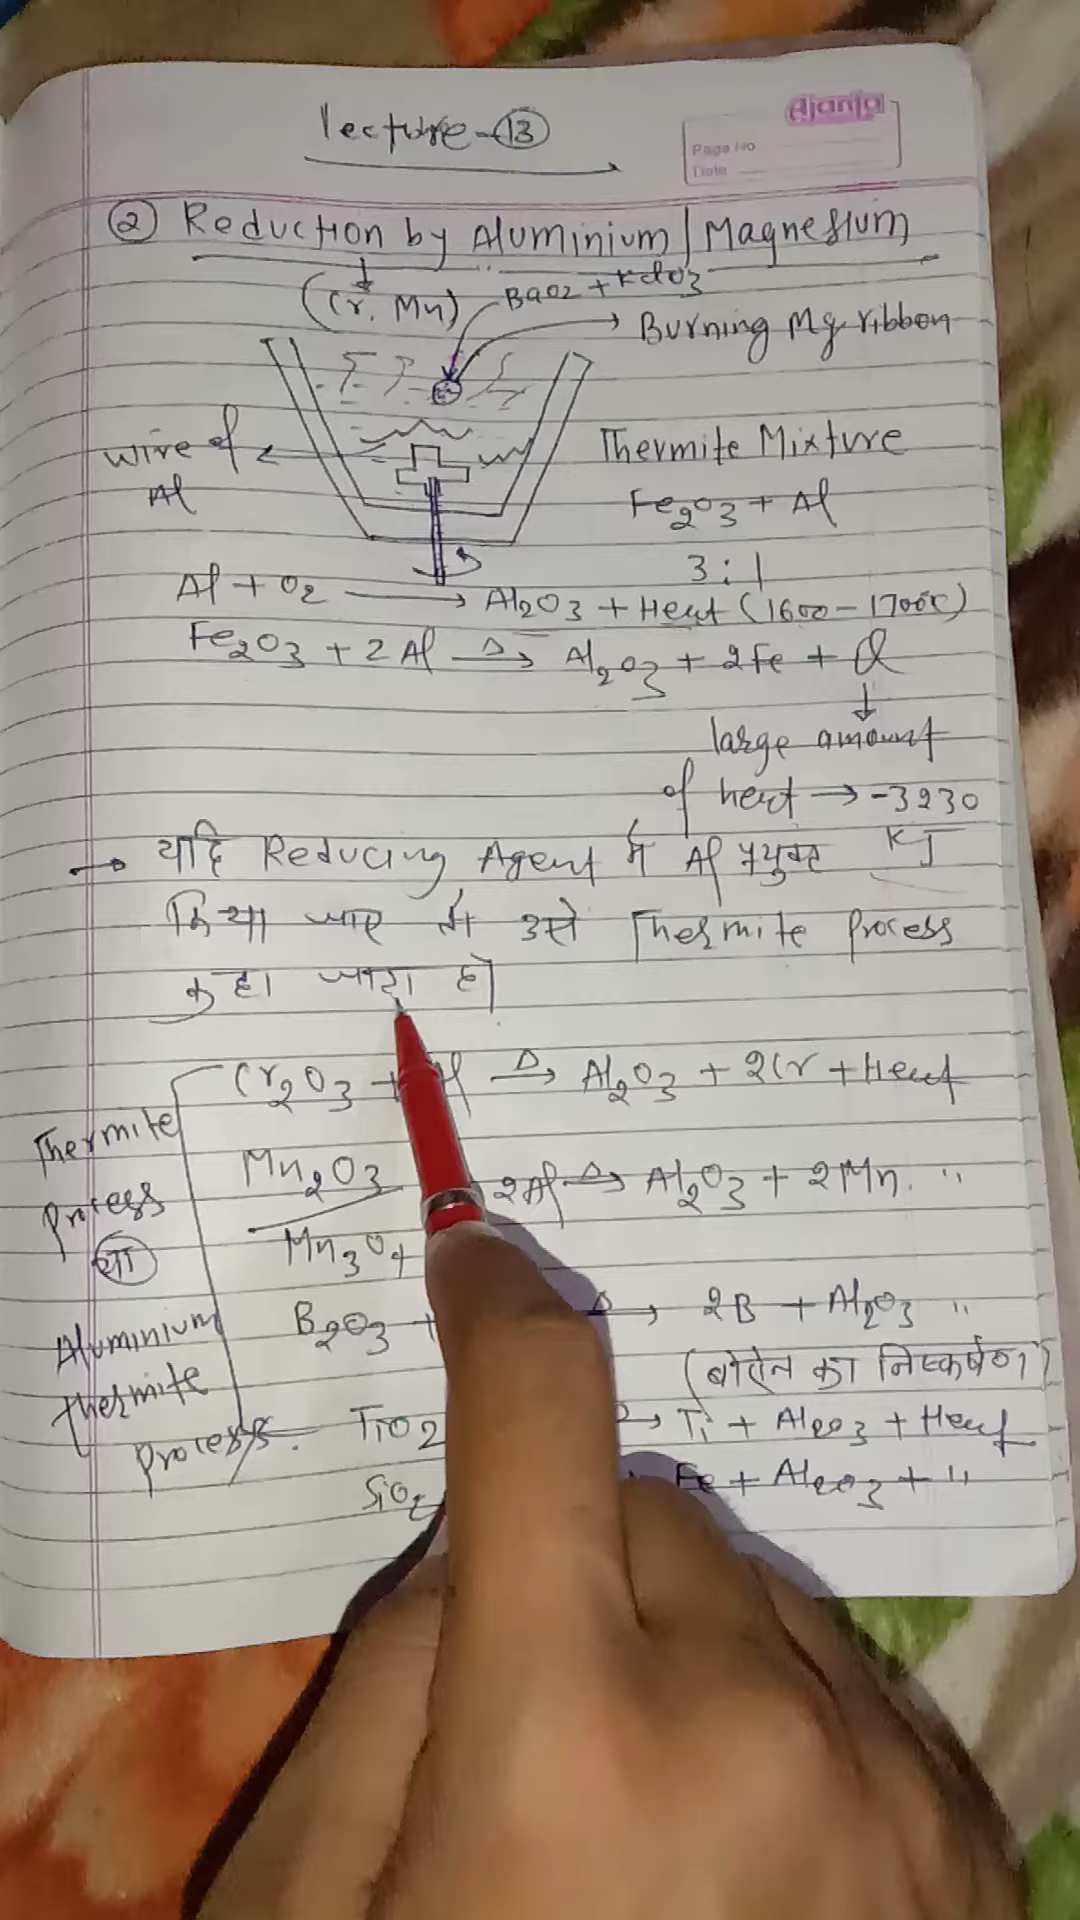 lecture-13
Ajanta
Page No
Date
② Reduction by Aluminium/Magnesium
(Cr, Mn)
BaO2 + KClO3
Burning Mg ribbon
wire of
Al
Thermite Mixture
Fe2O3 + Al
3:1
Al + O2 → Al2O3 + Heat (1600-1700°C)
Fe2O3 + 2Al Δ→ Al2O3 + 2Fe + Q
↓
large amount
of heat → -3230
KJ
→ यदि Reducing Agent में Al प्रयुक्त
किया जाए तो उसे Thermite Process
कहा जाता है।
Cr2O3 + Al Δ→ Al2O3 + 2Cr + Heat
Thermite
Process
या
Aluminium
thermite
process.
Mn2O3 2Al Δ→ Al2O3 + 2Mn. "
Mn3O4
B2O3 + Δ→ 2B + Al2O3 "
(बोरॉन का निष्कर्षण)
TiO2 Δ→ Ti + Al2O3 + Heat
SiO2 Fe + Al2O3 + "